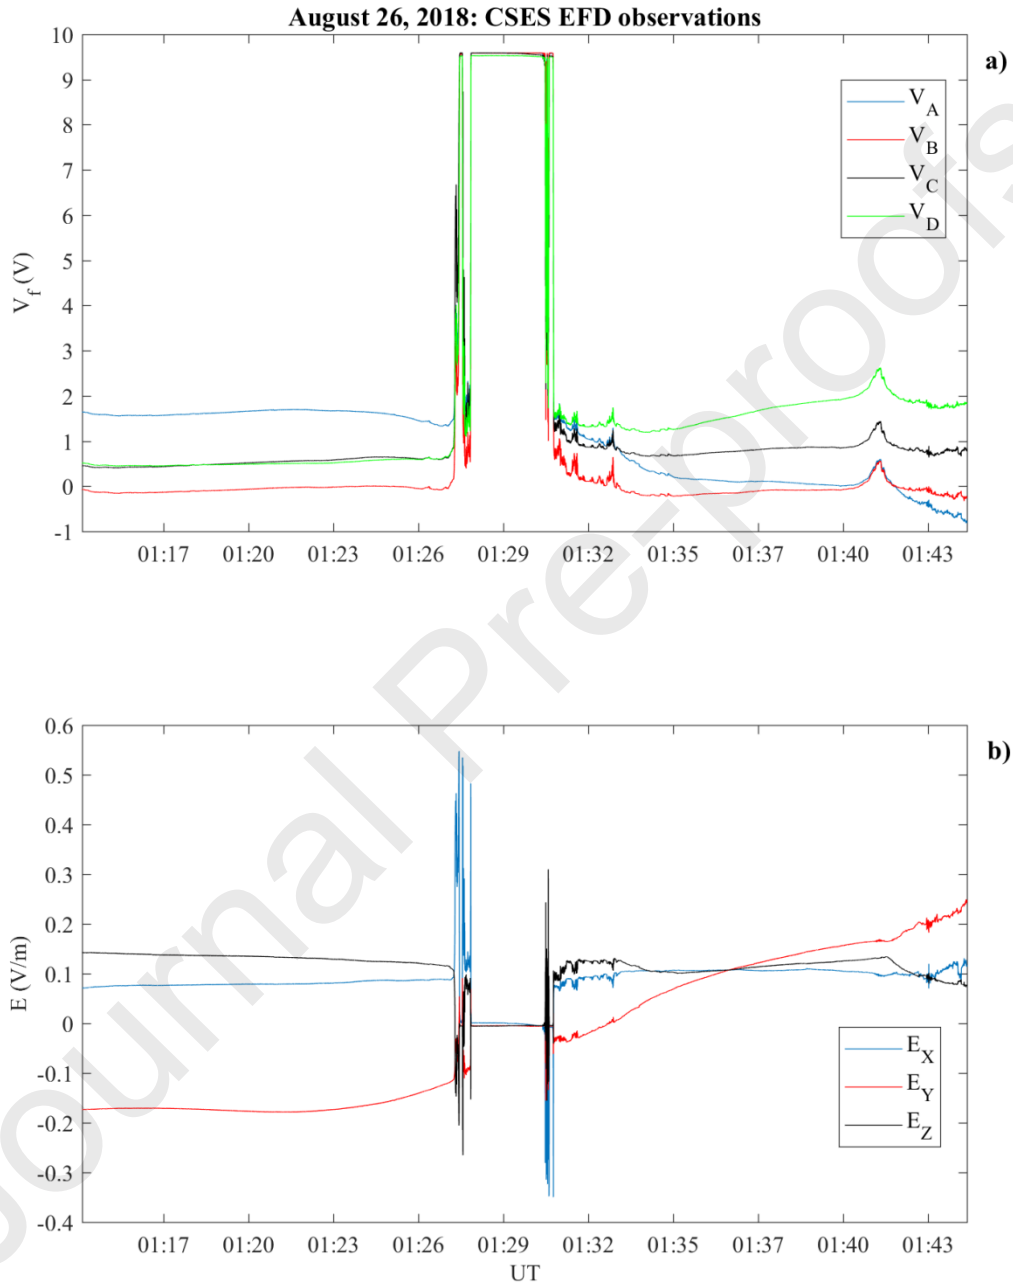 August 26, 2018: CSES EFD observations
a)
10
9
8
7
6
5
4
3
2
1
0
-1
V_f (V)
V_A
V_B
V_C
V_D
01:17 01:20 01:23 01:26 01:29 01:32 01:35 01:37 01:40 01:43
b)
0.6
0.5
0.4
0.3
0.2
0.1
0
-0.1
-0.2
-0.3
-0.4
E (V/m)
E_X
E_Y
E_Z
01:17 01:20 01:23 01:26 01:29 01:32 01:35 01:37 01:40 01:43
UT
Journal Pre-proofs